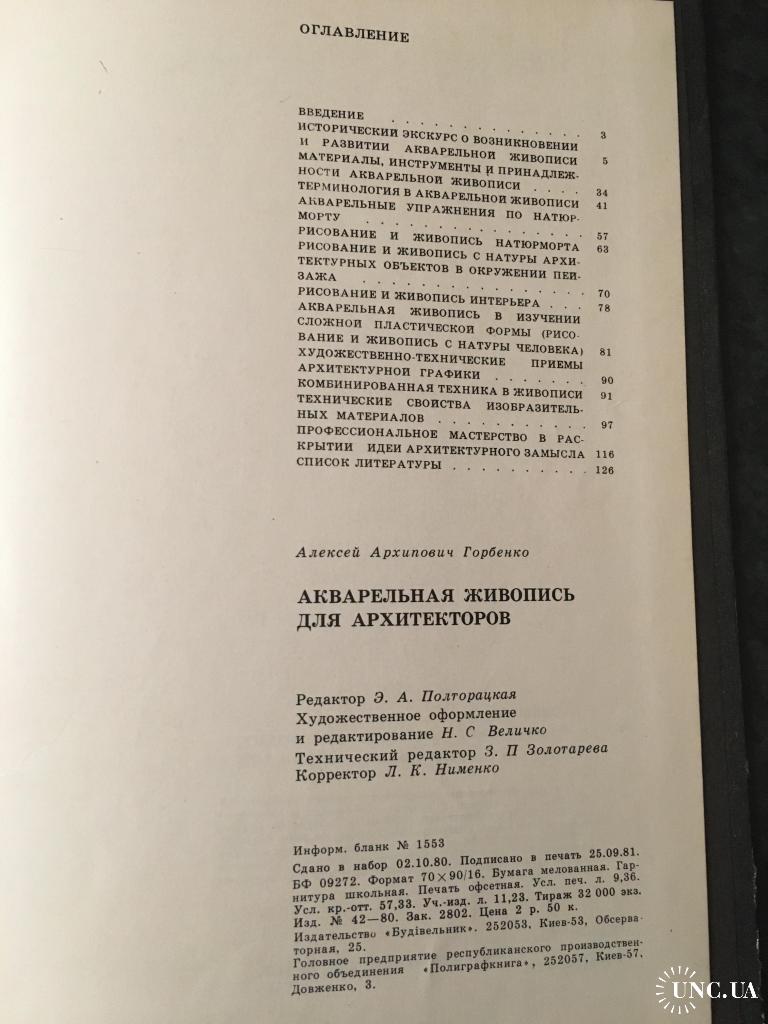 ОГЛАВЛЕНИЕ
ВВЕДЕНИЕ . . . . . . . . . . . . . 3
ИСТОРИЧЕСКИЙ ЭКСКУРС О ВОЗНИКНОВЕНИИ
И РАЗВИТИИ АКВАРЕЛЬНОЙ ЖИВОПИСИ 5
МАТЕРИАЛЫ, ИНСТРУМЕНТЫ И ПРИНАДЛЕЖ-
НОСТИ АКВАРЕЛЬНОЙ ЖИВОПИСИ . . . . 34
ТЕРМИНОЛОГИЯ В АКВАРЕЛЬНОЙ ЖИВОПИСИ 41
АКВАРЕЛЬНЫЕ УПРАЖНЕНИЯ ПО НАТЮР-
МОРТУ . . . . . . . . . . . . . . . 57
РИСОВАНИЕ И ЖИВОПИСЬ НАТЮРМОРТА 63
РИСОВАНИЕ И ЖИВОПИСЬ С НАТУРЫ АРХИ-
ТЕКТУРНЫХ ОБЪЕКТОВ В ОКРУЖЕНИИ ПЕЙ-
ЗАЖА . . . . . . . . . . . . . . . 70
РИСОВАНИЕ И ЖИВОПИСЬ ИНТЕРЬЕРА . . . 78
АКВАРЕЛЬНАЯ ЖИВОПИСЬ В ИЗУЧЕНИИ
СЛОЖНОЙ ПЛАСТИЧЕСКОЙ ФОРМЫ (РИСО-
ВАНИЕ И ЖИВОПИСЬ С НАТУРЫ ЧЕЛОВЕКА) 81
ХУДОЖЕСТВЕННО-ТЕХНИЧЕСКИЕ ПРИЕМЫ
АРХИТЕКТУРНОЙ ГРАФИКИ . . . . . . . 90
КОМБИНИРОВАННАЯ ТЕХНИКА В ЖИВОПИСИ 91
ТЕХНИЧЕСКИЕ СВОЙСТВА ИЗОБРАЗИТЕЛЬ-
НЫХ МАТЕРИАЛОВ . . . . . . . . . . . 97
ПРОФЕССИОНАЛЬНОЕ МАСТЕРСТВО В РАС-
КРЫТИИ ИДЕИ АРХИТЕКТУРНОГО ЗАМЫСЛА 116
СПИСОК ЛИТЕРАТУРЫ . . . . . . . . . . 126
Алексей Архипович Горбенко
АКВАРЕЛЬНАЯ ЖИВОПИСЬ
ДЛЯ АРХИТЕКТОРОВ
Редактор Э. А. Полторацкая
Художественное оформление
и редактирование Н. С Величко
Технический редактор З. П Золотарева
Корректор Л. К. Нименко
Информ. бланк № 1553
Сдано в набор 02.10.80. Подписано в печать 25.09.81.
БФ 09272. Формат 70×90/16. Бумага мелованная. Гар-
нитура школьная. Печать офсетная. Усл. печ. л. 9,36.
Усл. кр.-отт. 57,33. Уч.-изд. л. 11,23. Тираж 32 000 экз.
Изд. № 42—80. Зак. 2802. Цена 2 р. 50 к.
Издательство «Будівельник». 252053, Киев-53, Обсерва-
торная, 25.
Головное предприятие республиканского производствен-
ного объединения «Полиграфкнига», 252057, Киев-57,
Довженко, 3.
UNC.UA